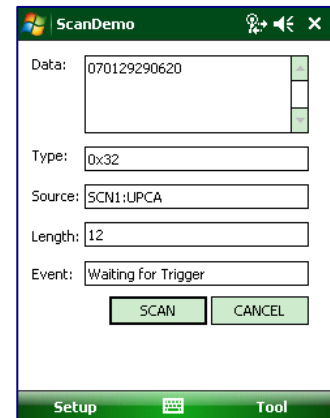 ScanDemo
Data: 070129290620
Type: 0x32
Source: SCN1:UPCA
Length: 12
Event: Waiting for Trigger
SCAN CANCEL
Setup Tool